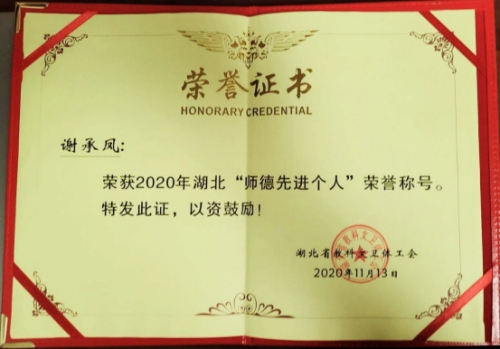 荣誉证书
HONORARY CREDENTIAL
谢承凤:
荣获2020年湖北“师德先进个人”荣誉称号。
特发此证，以资鼓励！
湖北省教科文卫体工会
2020年11月13日